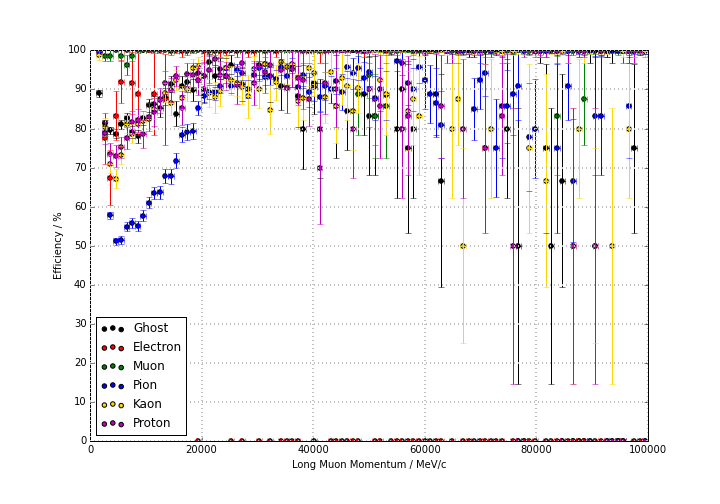 100
90
80
70
60
50
40
30
20
10
0
Efficiency / %
Ghost
Electron
Muon
Pion
Kaon
Proton
0 20000 40000 60000 80000 100000
Long Muon Momentum / MeV/c